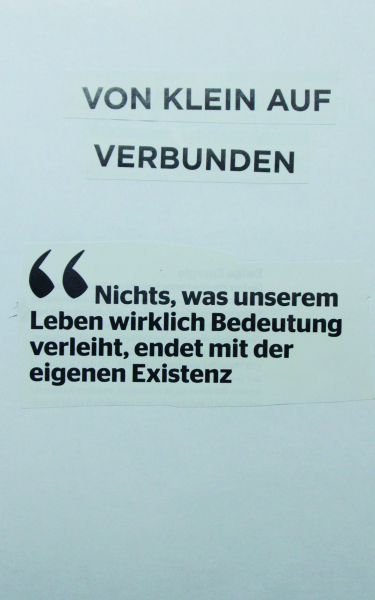 VON KLEIN AUF
VERBUNDEN
“ Nichts, was unserem
Leben wirklich Bedeutung
verleiht, endet mit der
eigenen Existenz